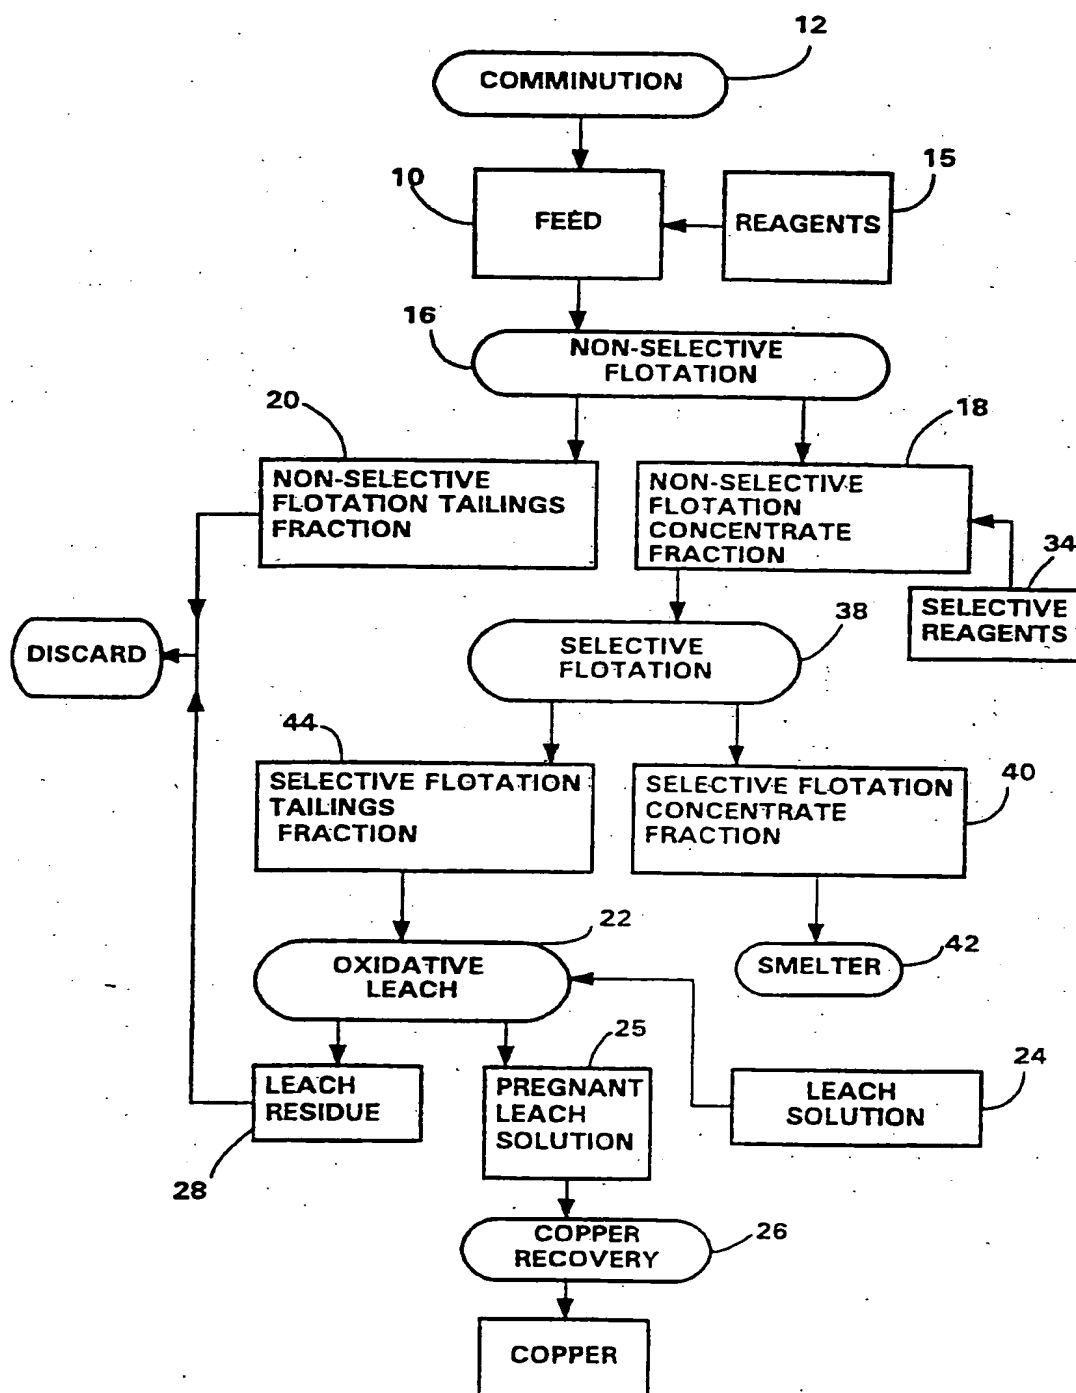 12
COMMINUTION
10
FEED
REAGENTS
15
16
NON-SELECTIVE
FLOTATION
20
18
NON-SELECTIVE
FLOTATION TAILINGS
FRACTION
NON-SELECTIVE
FLOTATION
CONCENTRATE
FRACTION
34
SELECTIVE
REAGENTS
DISCARD
SELECTIVE
FLOTATION
38
44
SELECTIVE FLOTATION
TAILINGS
FRACTION
SELECTIVE FLOTATION
CONCENTRATE
FRACTION
40
22
OXIDATIVE
LEACH
SMELTER
42
25
LEACH
RESIDUE
28
PREGNANT
LEACH
SOLUTION
LEACH
SOLUTION
24
COPPER
RECOVERY
26
COPPER